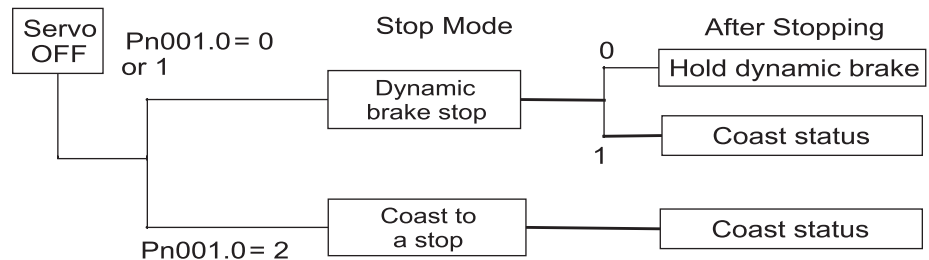 Servo
OFF
Pn001.0 = 0
or 1
Stop Mode
After Stopping
0
Hold dynamic brake
Dynamic
brake stop
1
Coast status
Pn001.0 = 2
Coast to
a stop
Coast status